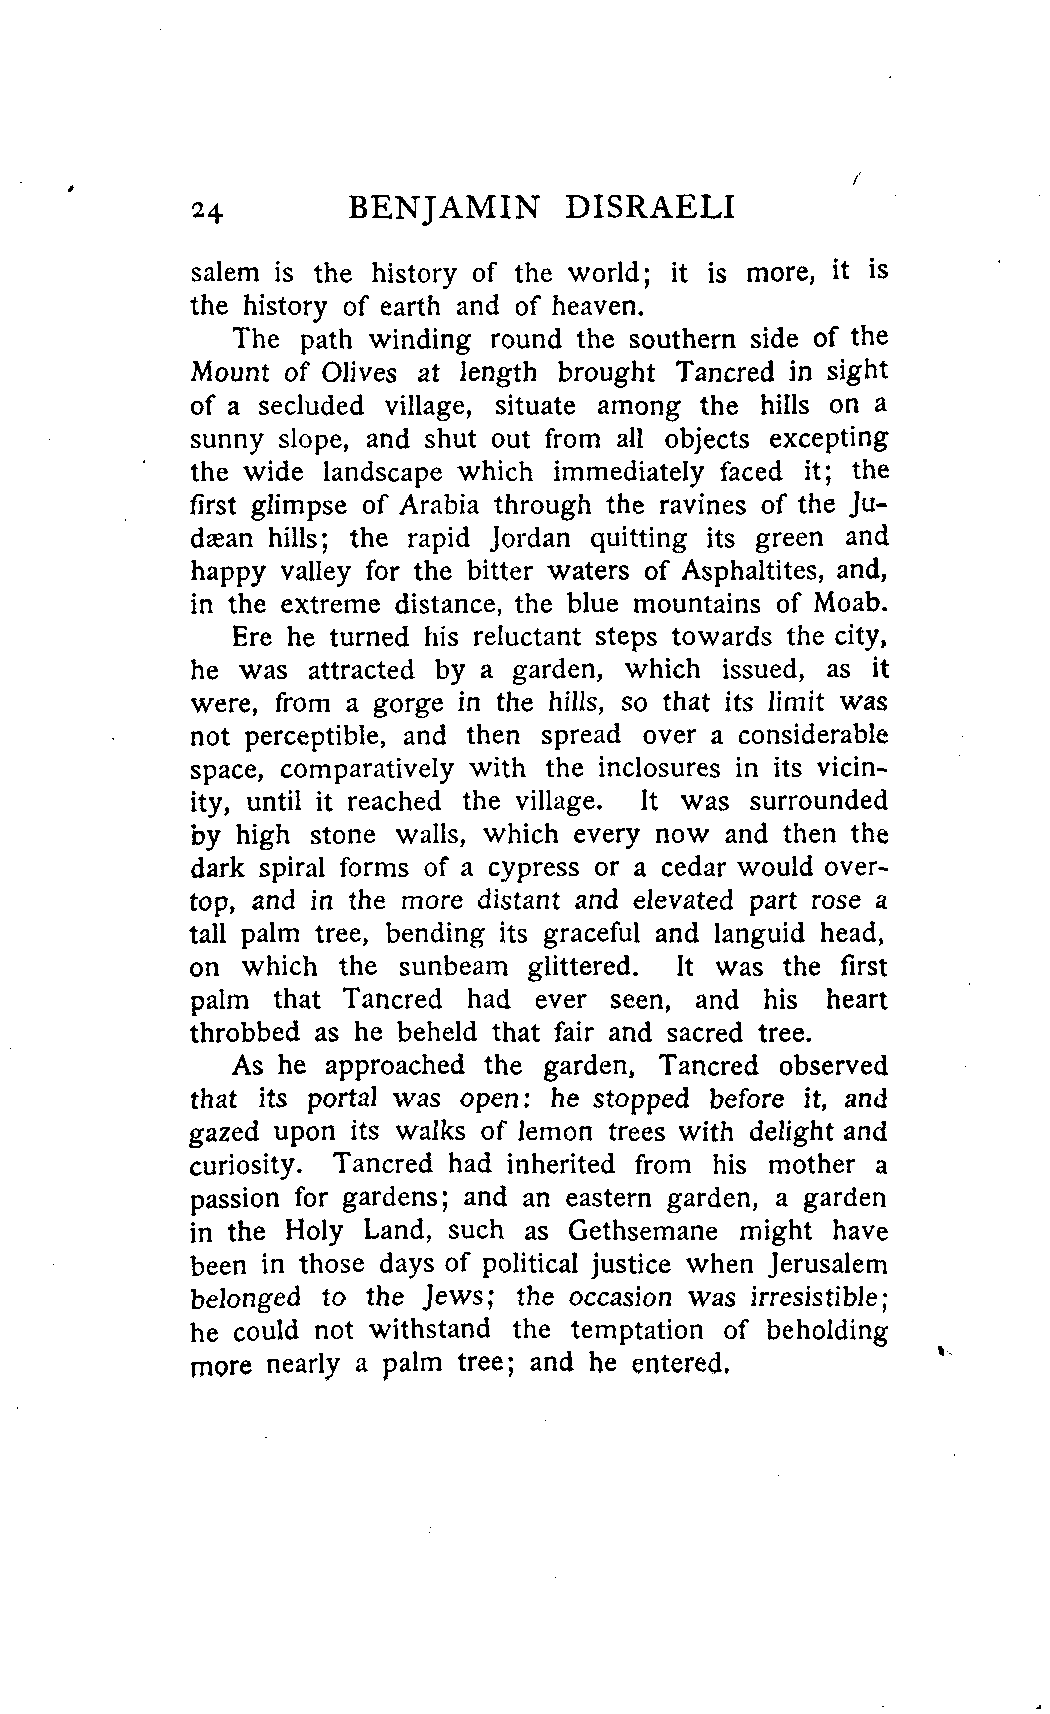 24 BENJAMIN DISRAELI
salem is the history of the world; it is more, it is
the history of earth and of heaven.
The path winding round the southern side of the
Mount of Olives at length brought Tancred in sight
of a secluded village, situate among the hills on a
sunny slope, and shut out from all objects excepting
the wide landscape which immediately faced it; the
first glimpse of Arabia through the ravines of the Ju-
dæan hills; the rapid Jordan quitting its green and
happy valley for the bitter waters of Asphaltites, and,
in the extreme distance, the blue mountains of Moab.
Ere he turned his reluctant steps towards the city,
he was attracted by a garden, which issued, as it
were, from a gorge in the hills, so that its limit was
not perceptible, and then spread over a considerable
space, comparatively with the inclosures in its vicin-
ity, until it reached the village. It was surrounded
by high stone walls, which every now and then the
dark spiral forms of a cypress or a cedar would over-
top, and in the more distant and elevated part rose a
tall palm tree, bending its graceful and languid head,
on which the sunbeam glittered. It was the first
palm that Tancred had ever seen, and his heart
throbbed as he beheld that fair and sacred tree.
As he approached the garden, Tancred observed
that its portal was open: he stopped before it, and
gazed upon its walks of lemon trees with delight and
curiosity. Tancred had inherited from his mother a
passion for gardens; and an eastern garden, a garden
in the Holy Land, such as Gethsemane might have
been in those days of political justice when Jerusalem
belonged to the Jews; the occasion was irresistible;
he could not withstand the temptation of beholding
more nearly a palm tree; and he entered.